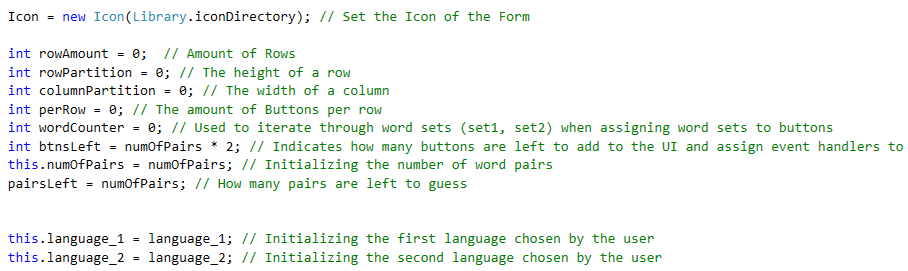 Icon = new Icon(Library.iconDirectory); // Set the Icon of the Form
int rowAmount = 0;  // Amount of Rows
int rowPartition = 0; // The height of a row
int columnPartition = 0; // The width of a column
int perRow = 0; // The amount of Buttons per row
int wordCounter = 0; // Used to iterate through word sets (set1, set2) when assigning word sets to buttons
int btnsLeft = numOfPairs * 2; // Indicates how many buttons are left to add to the UI and assign event handlers to
this.numOfPairs = numOfPairs; // Initializing the number of word pairs
pairsLeft = numOfPairs; // How many pairs are left to guess
this.language_1 = language_1; // Initializing the first language chosen by the user
this.language_2 = language_2; // Initializing the second language chosen by the user